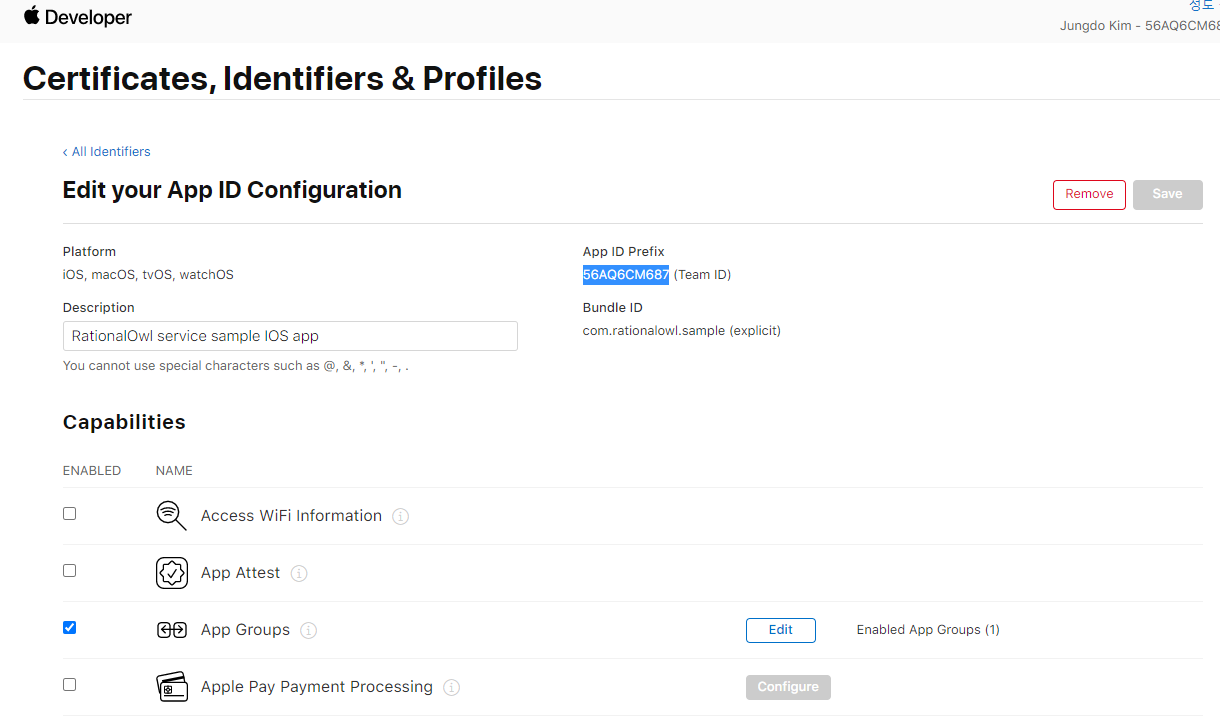 Developer
성도
Jungdo Kim - 56AQ6CM68
Certificates, Identifiers & Profiles
‹ All Identifiers
Edit your App ID Configuration
Remove
Save
Platform
iOS, macOS, tvOS, watchOS
App ID Prefix
56AQ6CM687 (Team ID)
Description
RationalOwl service sample IOS app
You cannot use special characters such as @, &, *, ', ", -, .
Bundle ID
com.rationalowl.sample (explicit)
Capabilities
ENABLED NAME
Access WiFi Information
App Attest
App Groups Edit Enabled App Groups (1)
Apple Pay Payment Processing Configure